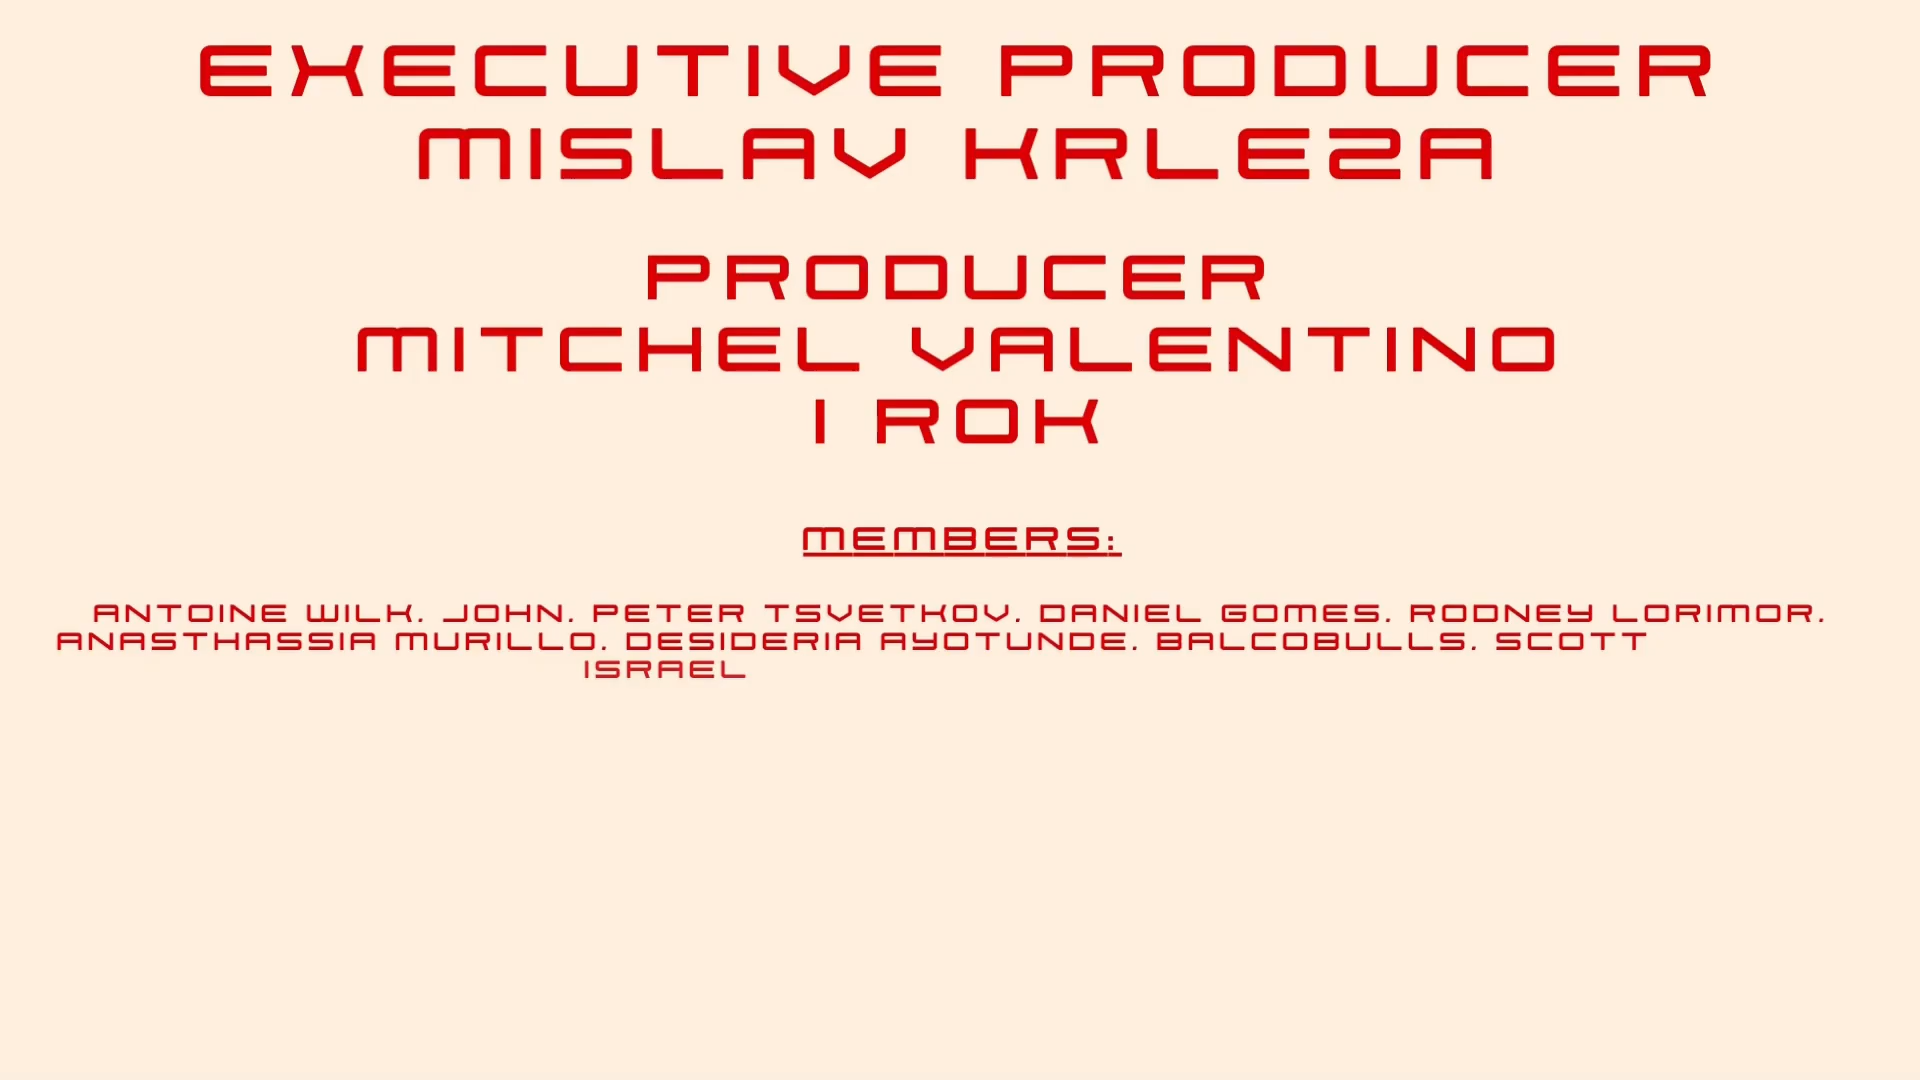 EXECUTIVE PRODUCER
MISLAV KRLEZA
PRODUCER
MITCHEL VALENTINO
I ROK
MEMBERS:
ANTOINE WILK, JOHN, PETER TSVETKOV, DANIEL GOMES, RODNEY LORIMOR,
ANASTHASSIA MURILLO, DESIDERIA AYOTUNDE, BALCOBULLS, SCOTT
ISRAEL